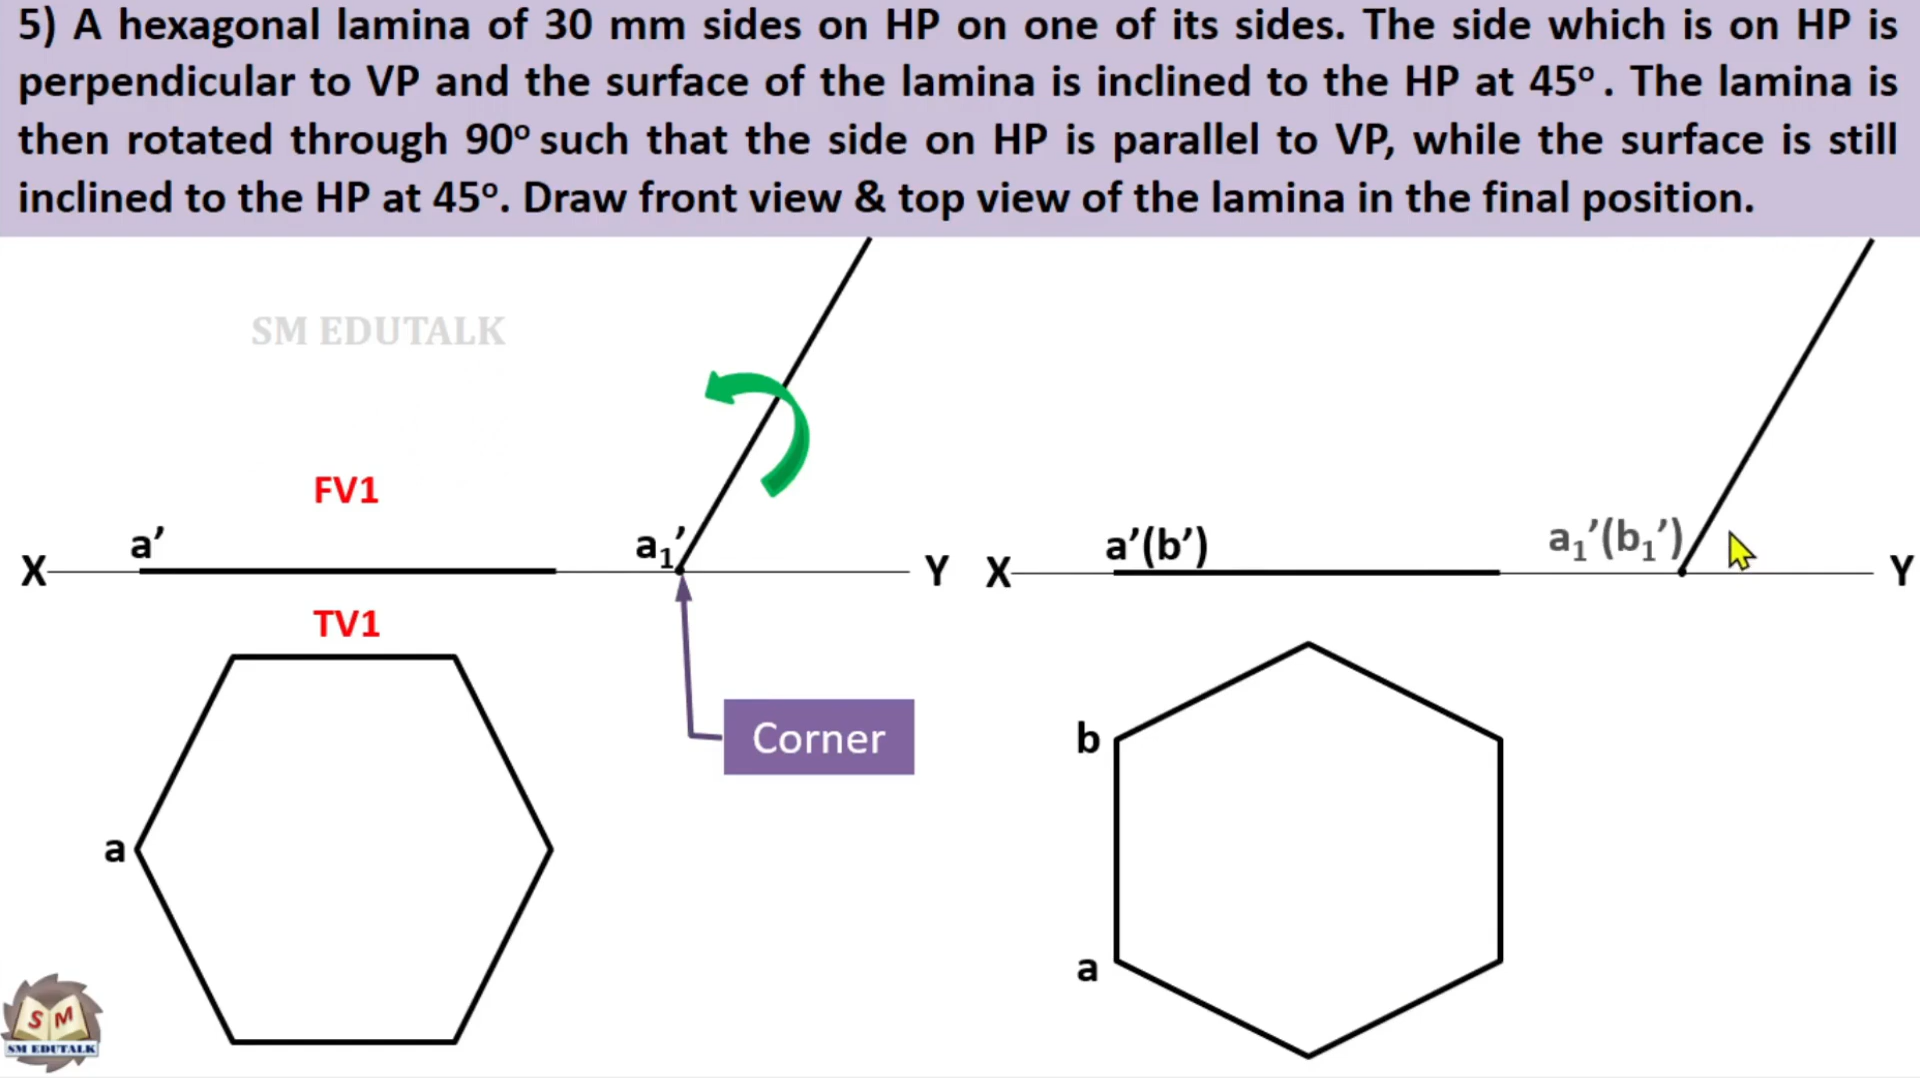 5) A hexagonal lamina of 30 mm sides on HP on one of its sides. The side which is on HP is
perpendicular to VP and the surface of the lamina is inclined to the HP at 45º. The lamina is
then rotated through 90º such that the side on HP is parallel to VP, while the surface is still
inclined to the HP at 45º. Draw front view & top view of the lamina in the final position.
SM EDUTALK
FV1
a’
a₁’
a’(b’)
a₁’(b₁’)
X
Y
X
Y
TV1
Corner
b
a
a
S M
SM EDUTALK